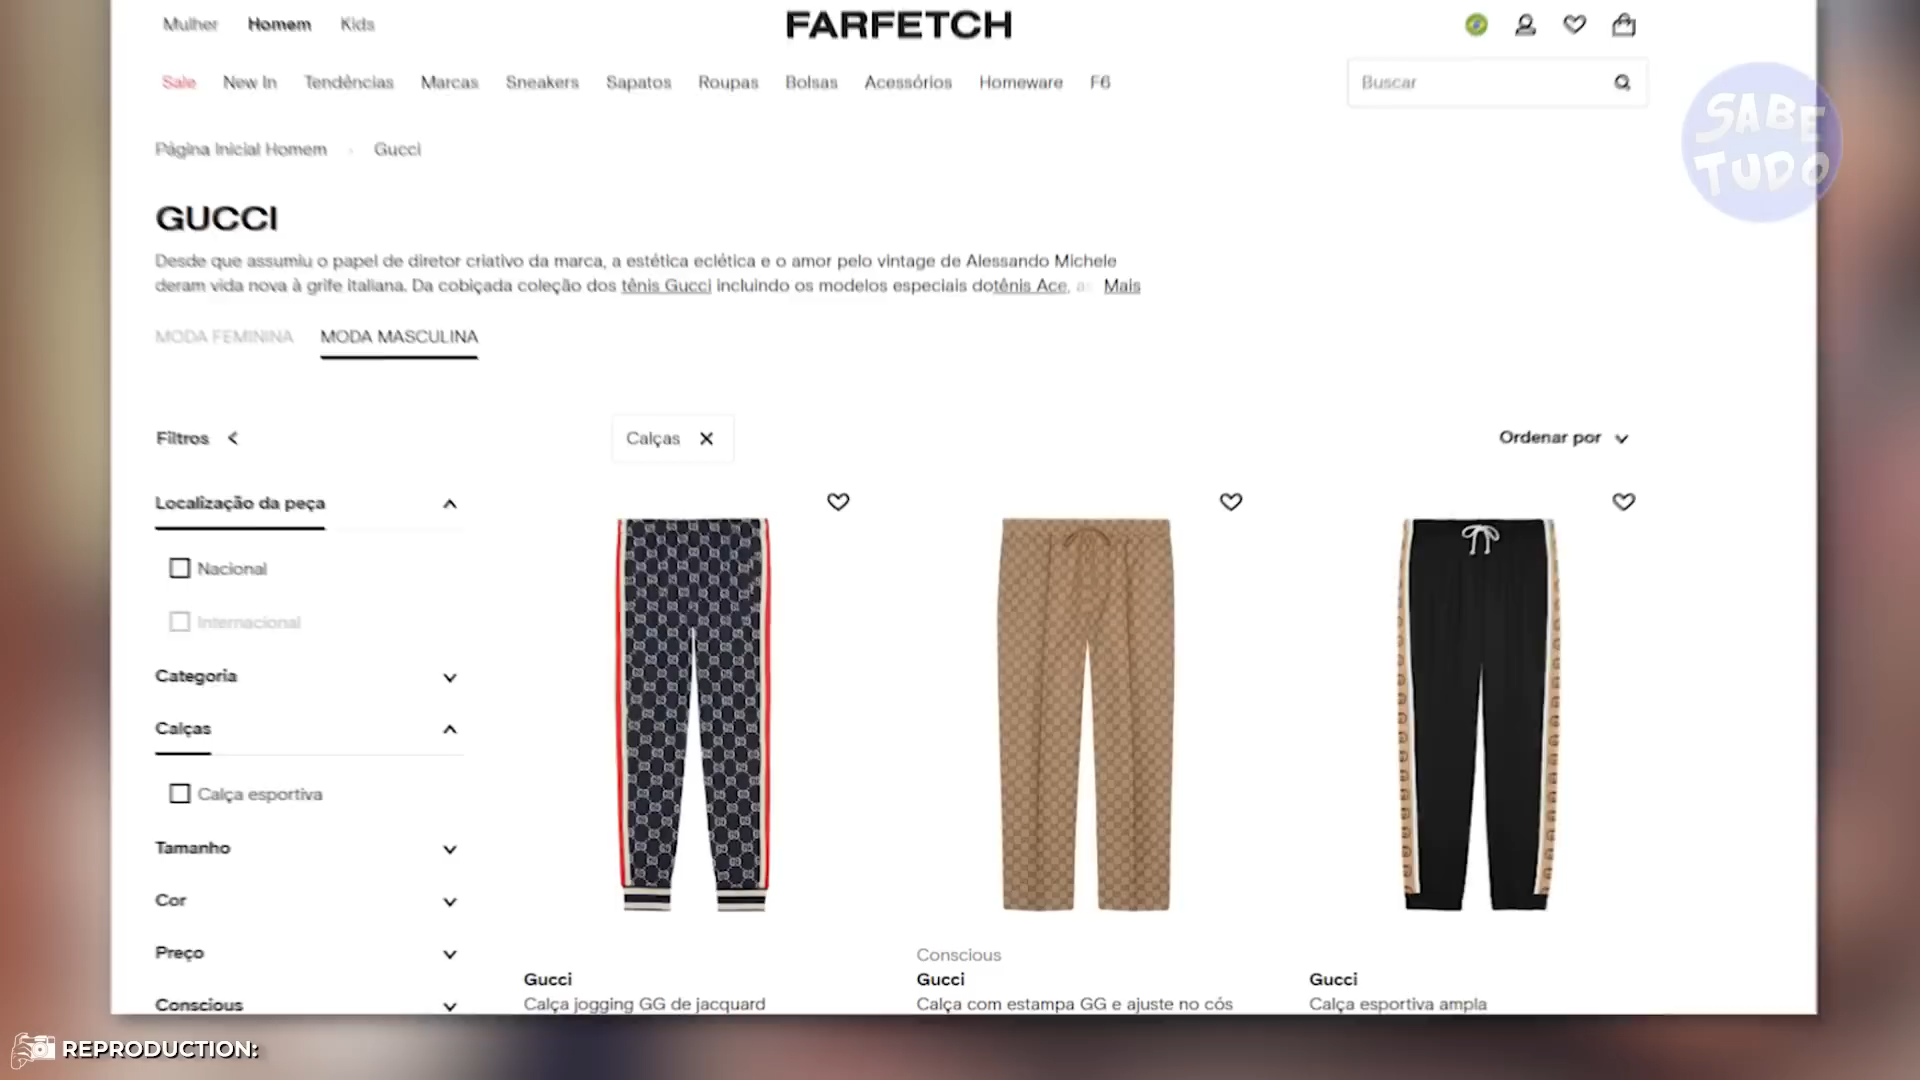 Mulher Homem Kids FARFETCH
Sale New In Tendências Marcas Sneakers Sapatos Roupas Bolsas Acessórios Homeware F6 Buscar
SABE
TUDO
Página Inicial Homem Gucci
GUCCI
Desde que assumiu o papel de diretor criativo da marca, a estética eclética e o amor pelo vintage de Alessando Michele
deram vida nova à grife italiana. Da cobiçada coleção dos tênis Gucci incluindo os modelos especiais dotênis Ace, Mais
MODA FEMININA MODA MASCULINA
Filtros Calças Ordenar por
Localização da peça
Nacional
Internacional
Categoria
Calças
Calça esportiva
Tamanho
Cor
Preço
Conscious
Gucci
Calça jogging GG de jacquard
Conscious
Gucci
Calça com estampa GG e ajuste no cós
Gucci
Calça esportiva ampla
REPRODUCTION: